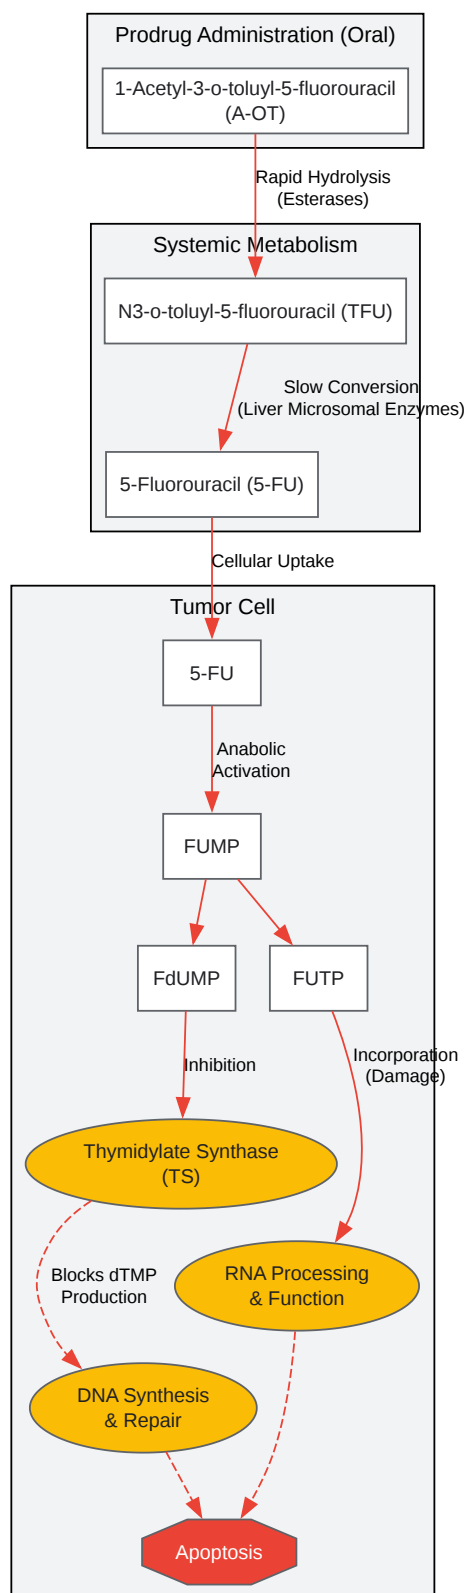 Prodrug Administration (Oral)
1-Acetyl-3-o-toluyl-5-fluorouracil
(A-OT)
Rapid Hydrolysis
(Esterases)
Systemic Metabolism
N3-o-toluyl-5-fluorouracil (TFU)
Slow Conversion
(Liver Microsomal Enzymes)
5-Fluorouracil (5-FU)
Cellular Uptake
Tumor Cell
5-FU
Anabolic
Activation
FUMP
FdUMP
FUTP
Inhibition
Incorporation
(Damage)
Thymidylate Synthase
(TS)
Blocks dTMP
Production
RNA Processing
& Function
DNA Synthesis
& Repair
Apoptosis